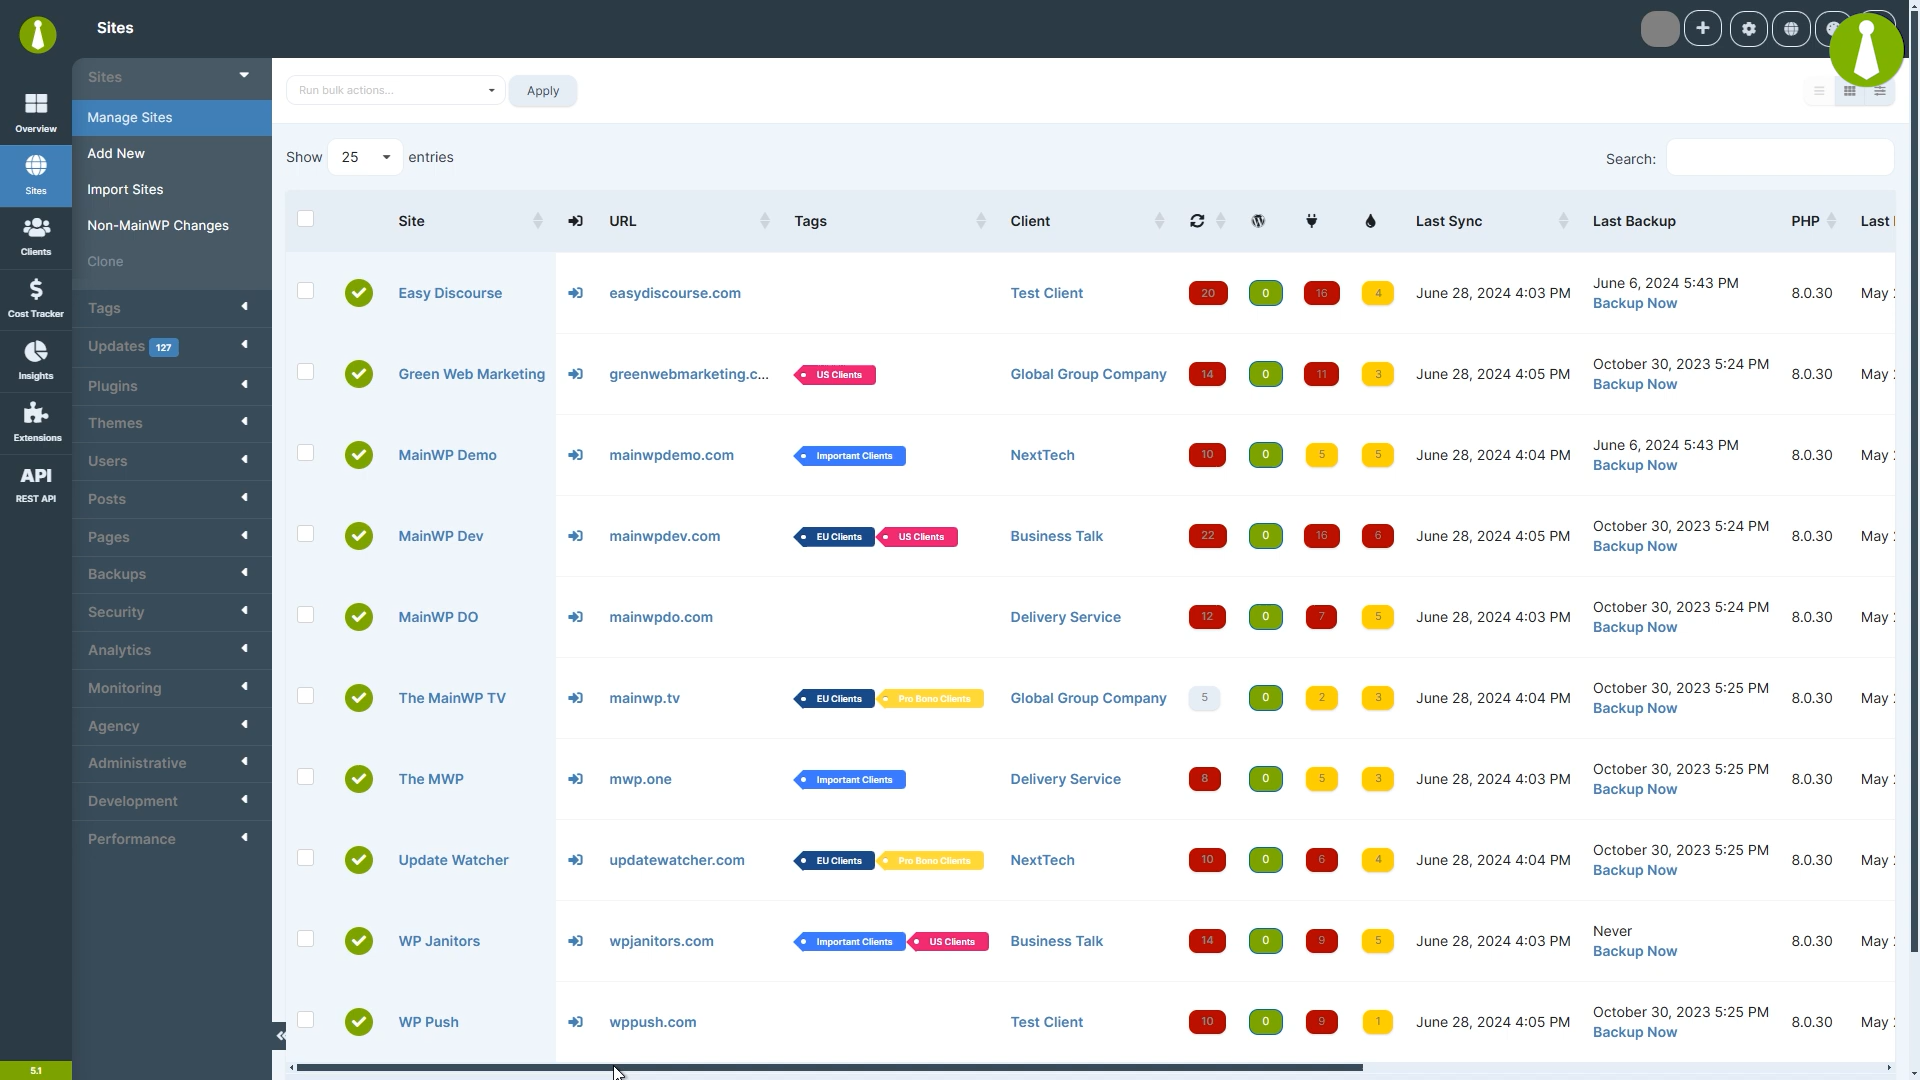 Sites
Overview
Sites
Clients
Cost Tracker
Insights
Extensions
API
REST API
5.1
Sites
Manage Sites
Add New
Import Sites
Non-MainWP Changes
Clone
Tags
Updates 127
Plugins
Themes
Users
Posts
Pages
Backups
Security
Analytics
Monitoring
Agency
Administrative
Development
Performance
Run bulk actions... Apply
Show 25 entries Search:
Site URL Tags Client Last Sync Last Backup PHP Last
Easy Discourse easydiscourse.com Test Client 20 0 16 4 June 28, 2024 4:03 PM June 6, 2024 5:43 PM 8.0.30 May
Backup Now
Green Web Marketing greenwebmarketing.c... US Clients Global Group Company 14 0 11 3 June 28, 2024 4:05 PM October 30, 2023 5:24 PM 8.0.30 May
Backup Now
MainWP Demo mainwpdemo.com Important Clients NextTech 10 0 5 5 June 28, 2024 4:04 PM June 6, 2024 5:43 PM 8.0.30 May
Backup Now
MainWP Dev mainwpdev.com EU Clients US Clients Business Talk 22 0 16 6 June 28, 2024 4:05 PM October 30, 2023 5:24 PM 8.0.30 May
Backup Now
MainWP DO mainwpdo.com Delivery Service 12 0 7 5 June 28, 2024 4:03 PM October 30, 2023 5:24 PM 8.0.30 May
Backup Now
The MainWP TV mainwp.tv EU Clients Pro Bono Clients Global Group Company 5 0 2 3 June 28, 2024 4:04 PM October 30, 2023 5:25 PM 8.0.30 May
Backup Now
The MWP mwp.one Important Clients Delivery Service 8 0 5 3 June 28, 2024 4:03 PM October 30, 2023 5:25 PM 8.0.30 May
Backup Now
Update Watcher updatewatcher.com EU Clients Pro Bono Clients NextTech 10 0 6 4 June 28, 2024 4:04 PM October 30, 2023 5:25 PM 8.0.30 May
Backup Now
WP Janitors wpjanitors.com Important Clients US Clients Business Talk 14 0 9 5 June 28, 2024 4:03 PM Never 8.0.30 May
Backup Now
WP Push wppush.com Test Client 10 0 9 1 June 28, 2024 4:05 PM October 30, 2023 5:25 PM 8.0.30 May
Backup Now